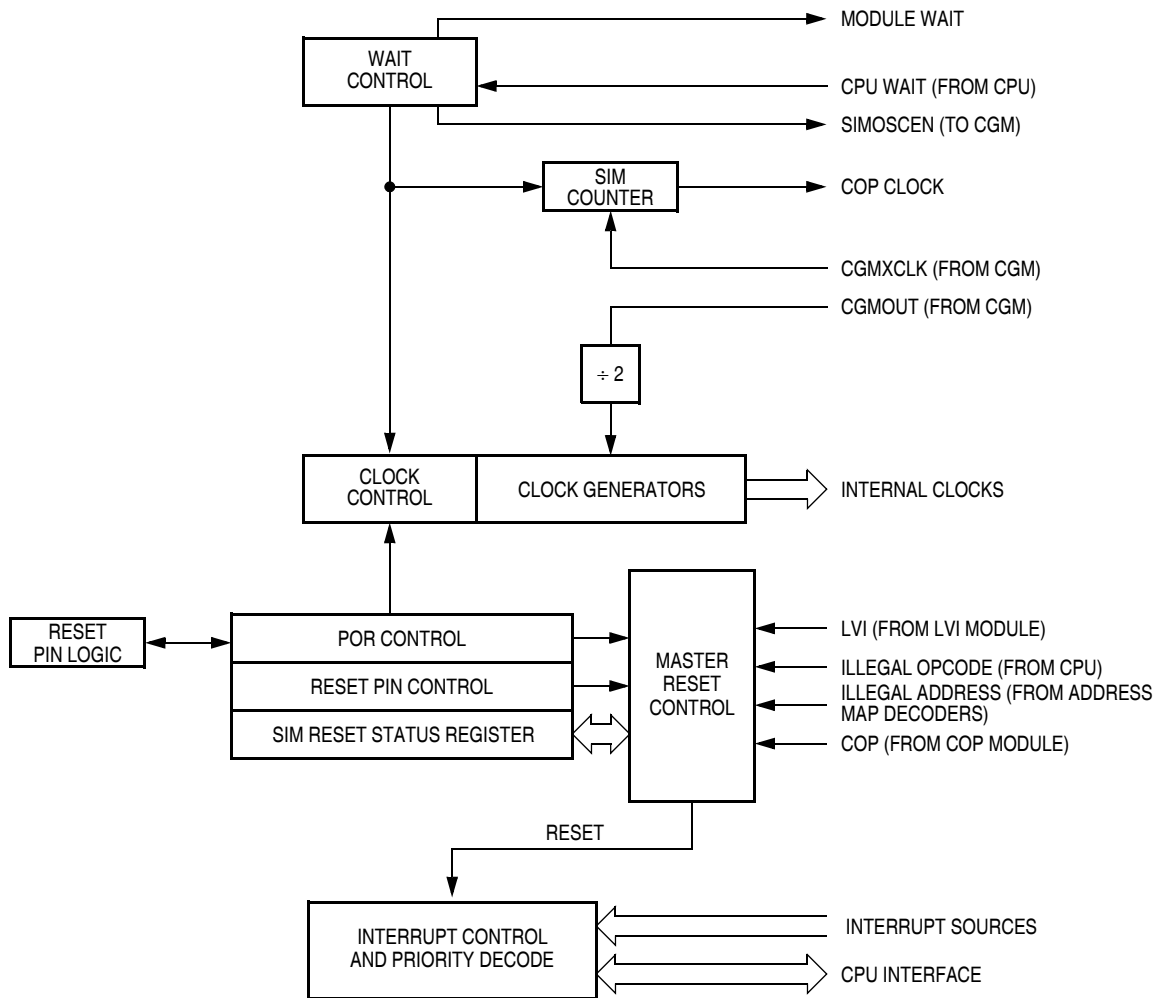 MODULE WAIT
WAIT
CONTROL
CPU WAIT (FROM CPU)
SIMOSCEN (TO CGM)
SIM
COUNTER
COP CLOCK
CGMXCLK (FROM CGM)
CGMOUT (FROM CGM)
÷ 2
CLOCK
CONTROL
CLOCK GENERATORS
INTERNAL CLOCKS
RESET
PIN LOGIC
POR CONTROL
RESET PIN CONTROL
SIM RESET STATUS REGISTER
MASTER
RESET
CONTROL
LVI (FROM LVI MODULE)
ILLEGAL OPCODE (FROM CPU)
ILLEGAL ADDRESS (FROM ADDRESS
MAP DECODERS)
COP (FROM COP MODULE)
RESET
INTERRUPT CONTROL
AND PRIORITY DECODE
INTERRUPT SOURCES
CPU INTERFACE